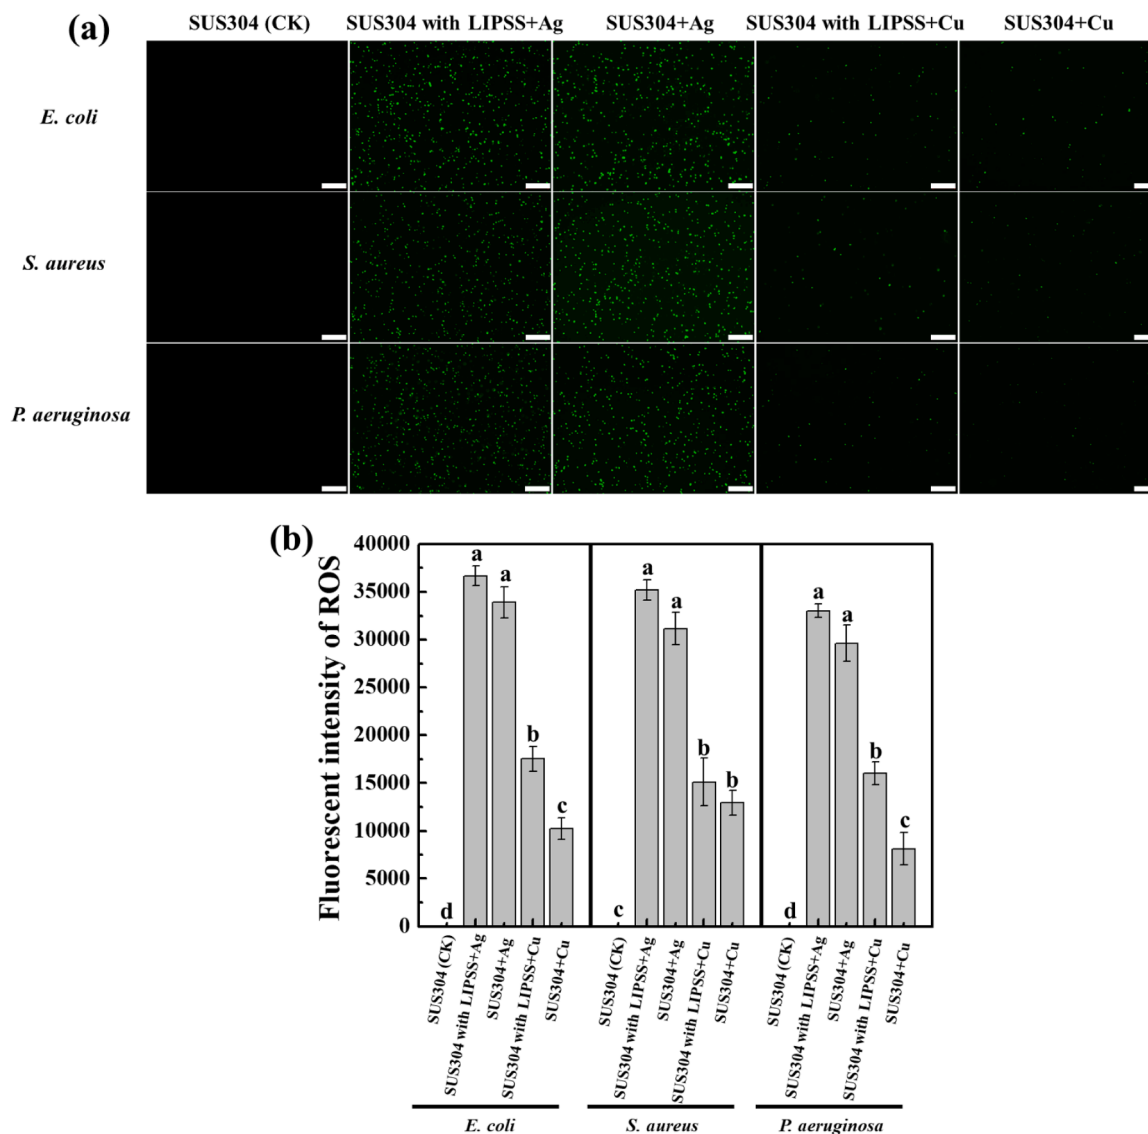 (a) SUS304 (CK) SUS304 with LIPSS+Ag SUS304+Ag SUS304 with LIPSS+Cu SUS304+Cu
E. coli
S. aureus
P. aeruginosa
(b)
Fluorescent intensity of ROS
40000
35000
30000
25000
20000
15000
10000
5000
0
d a a b c
c a a b b
d a a b c
SUS304 (CK)
SUS304 with LIPSS+Ag
SUS304+Ag
SUS304 with LIPSS+Cu
SUS304+Cu
SUS304 (CK)
SUS304 with LIPSS+Ag
SUS304+Ag
SUS304 with LIPSS+Cu
SUS304+Cu
SUS304 (CK)
SUS304 with LIPSS+Ag
SUS304+Ag
SUS304 with LIPSS+Cu
SUS304+Cu
E. coli S. aureus P. aeruginosa